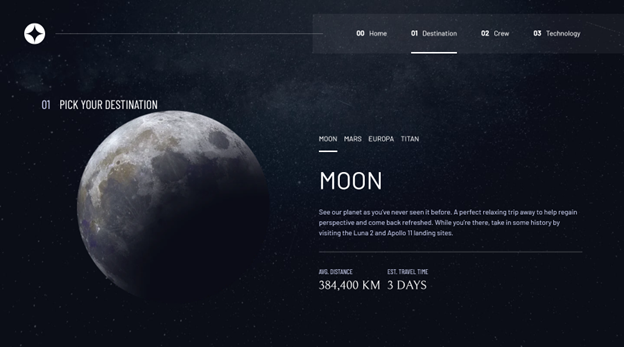 00 Home 01 Destination 02 Crew 03 Technology
01 PICK YOUR DESTINATION
MOON MARS EUROPA TITAN
MOON
See our planet as you've never seen it before. A perfect relaxing trip away to help regain
perspective and come back refreshed. While you're there, take in some history by
visiting the Luna 2 and Apollo 11 landing sites.
AVG. DISTANCE EST. TRAVEL TIME
384,400 KM 3 DAYS